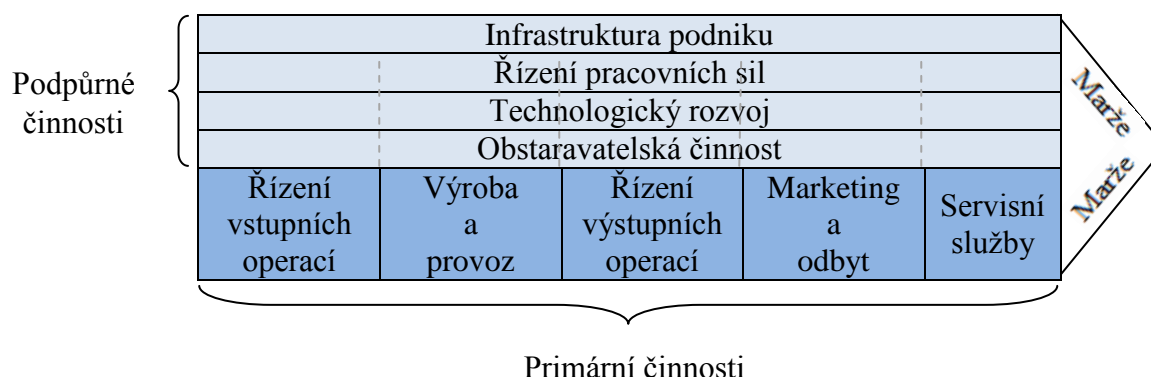 Infrastruktura podniku
Řízení pracovních sil
Technologický rozvoj
Obstaravatelská činnost
Podpůrné
činnosti
Marže
Marže
Řízení
vstupních
operací
Výroba
a
provoz
Řízení
výstupních
operací
Marketing
a
odbyt
Servisní
služby
Primární činnosti